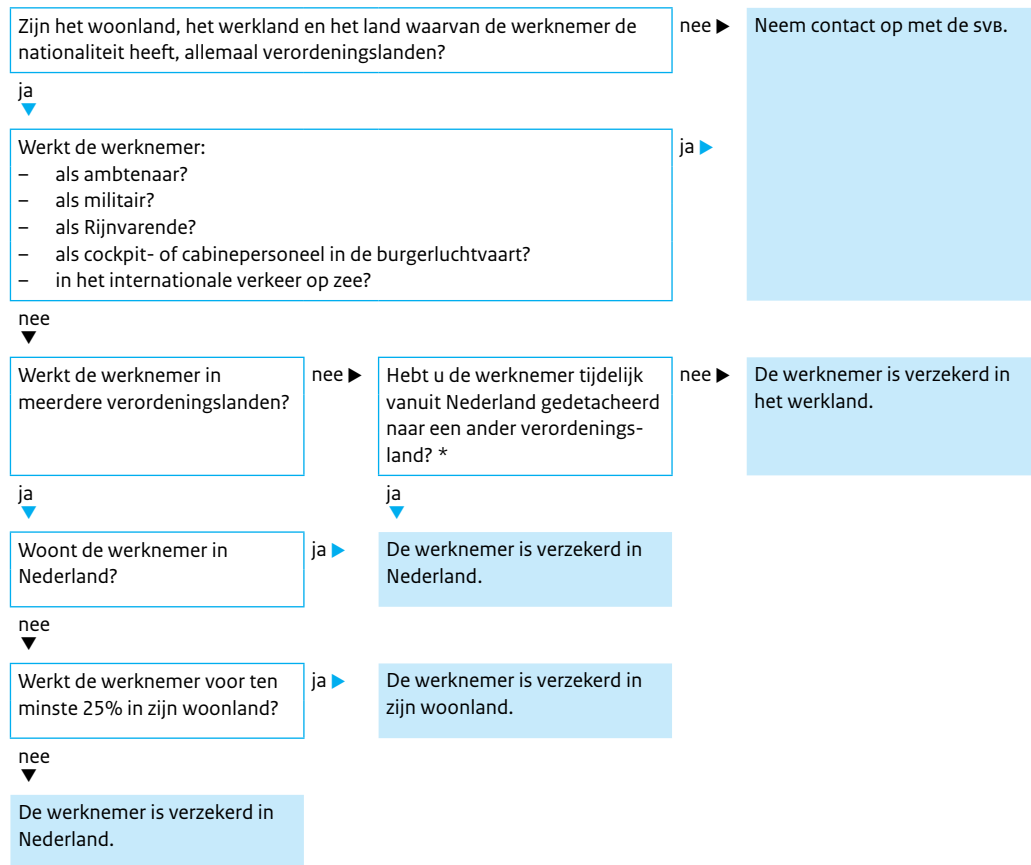 Zijn het woonland, het werkland en het land waarvan de werknemer de
nationaliteit heeft, allemaal verordeningslanden?
nee ▶
Neem contact op met de SVB.
ja
▼
Werkt de werknemer:
– als ambtenaar?
– als militair?
– als Rijnvarende?
– als cockpit- of cabinepersoneel in de burgerluchtvaart?
– in het internationale verkeer op zee?
ja ▶
nee
▼
Werkt de werknemer in
meerdere verordeningslanden?
nee ▶
Hebt u de werknemer tijdelijk
vanuit Nederland gedetacheerd
naar een ander verordenings-
land? *
nee ▶
De werknemer is verzekerd in
het werkland.
ja
▼
ja
▼
Woont de werknemer in
Nederland?
ja ▶
De werknemer is verzekerd in
Nederland.
nee
▼
Werkt de werknemer voor ten
minste 25% in zijn woonland?
ja ▶
De werknemer is verzekerd in
zijn woonland.
nee
▼
De werknemer is verzekerd in
Nederland.